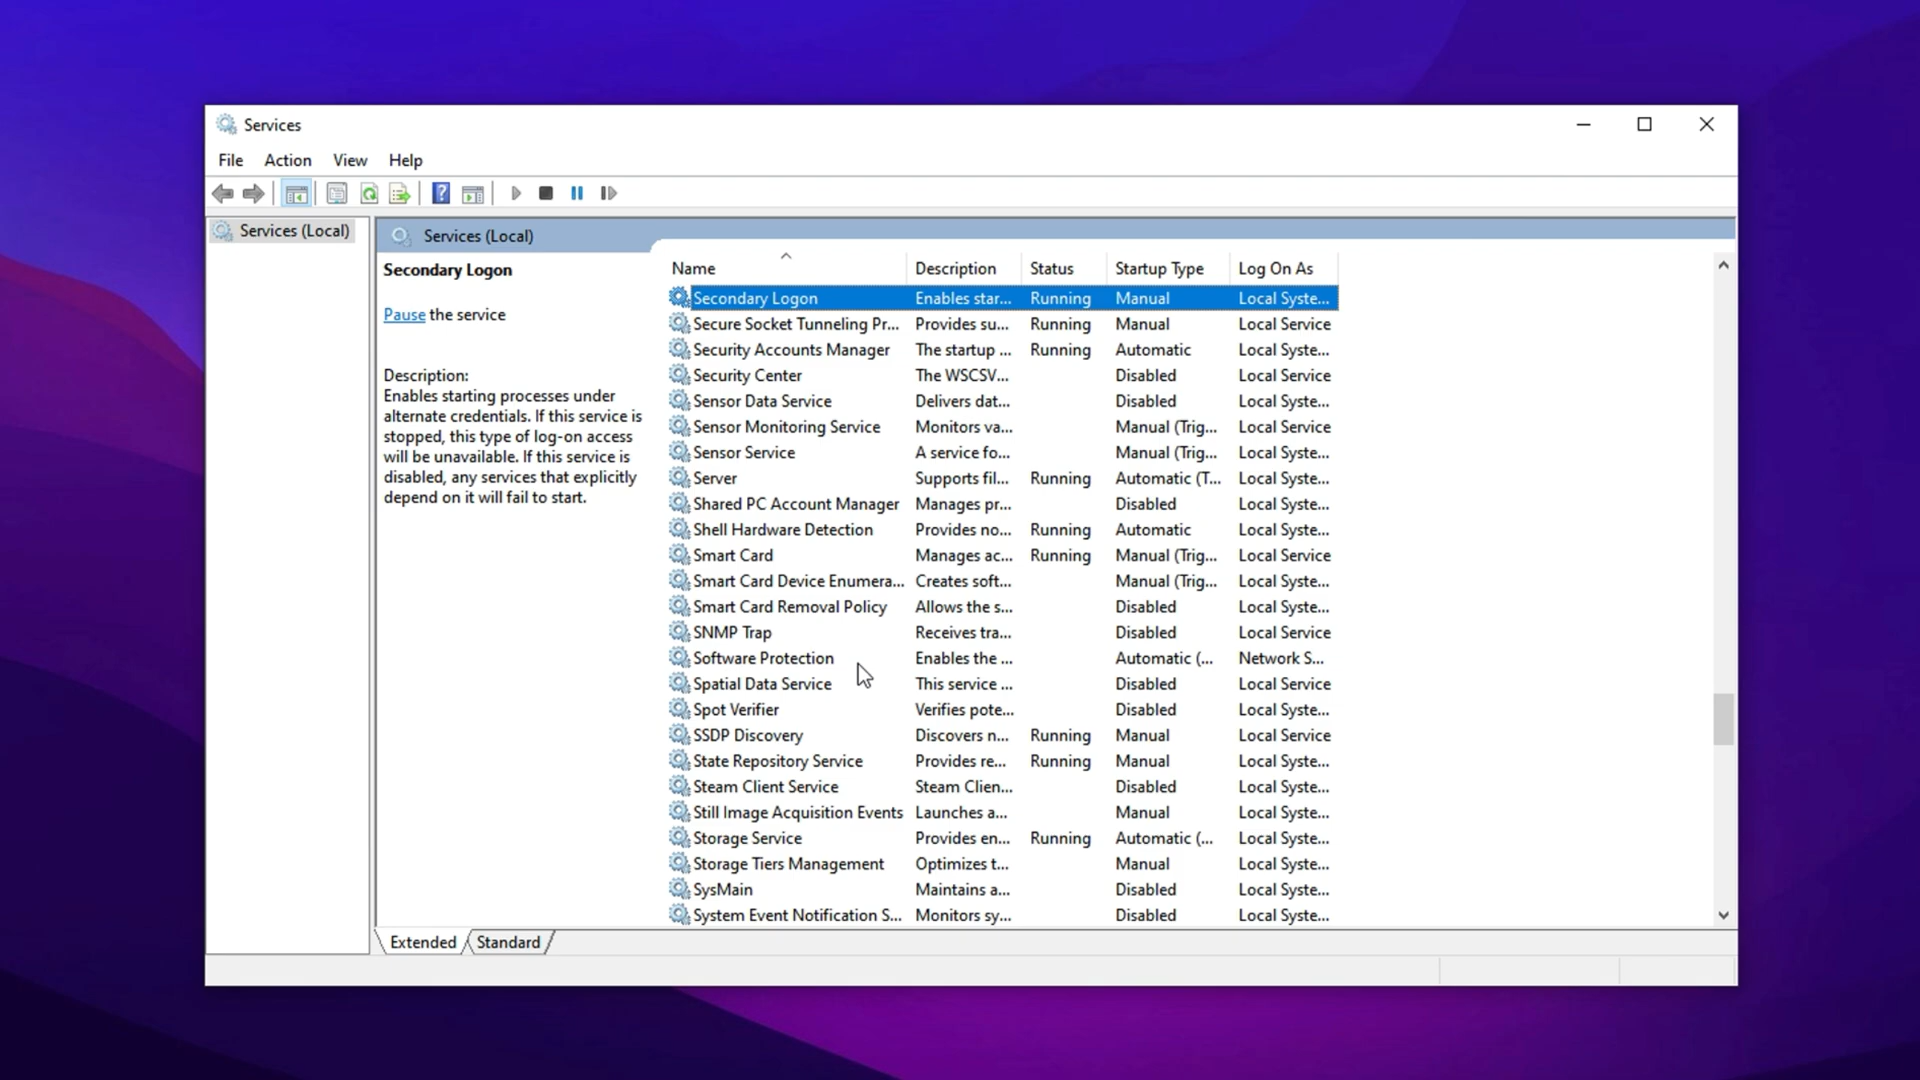 Services
File Action View Help
Services (Local)
Services (Local)
Secondary Logon
Pause the service
Description:
Enables starting processes under
alternate credentials. If this service is
stopped, this type of log-on access
will be unavailable. If this service is
disabled, any services that explicitly
depend on it will fail to start.
Name Description Status Startup Type Log On As
Secondary Logon Enables star... Running Manual Local Syste...
Secure Socket Tunneling Pr... Provides su... Running Manual Local Service
Security Accounts Manager The startup ... Running Automatic Local Syste...
Security Center The WSCSV... Disabled Local Service
Sensor Data Service Delivers dat... Disabled Local Syste...
Sensor Monitoring Service Monitors va... Manual (Trig... Local Service
Sensor Service A service fo... Manual (Trig... Local Syste...
Server Supports fil... Running Automatic (T... Local Syste...
Shared PC Account Manager Manages pr... Disabled Local Syste...
Shell Hardware Detection Provides no... Running Automatic Local Syste...
Smart Card Manages ac... Running Manual (Trig... Local Service
Smart Card Device Enumera... Creates soft... Manual (Trig... Local Syste...
Smart Card Removal Policy Allows the s... Disabled Local Syste...
SNMP Trap Receives tra... Disabled Local Service
Software Protection Enables the ... Automatic (... Network S...
Spatial Data Service This service ... Disabled Local Service
Spot Verifier Verifies pote... Disabled Local Syste...
SSDP Discovery Discovers n... Running Manual Local Service
State Repository Service Provides re... Running Manual Local Syste...
Steam Client Service Steam Clien... Disabled Local Syste...
Still Image Acquisition Events Launches a... Manual Local Syste...
Storage Service Provides en... Running Automatic (... Local Syste...
Storage Tiers Management Optimizes t... Manual Local Syste...
SysMain Maintains a... Disabled Local Syste...
System Event Notification S... Monitors sy... Disabled Local Syste...
Extended Standard